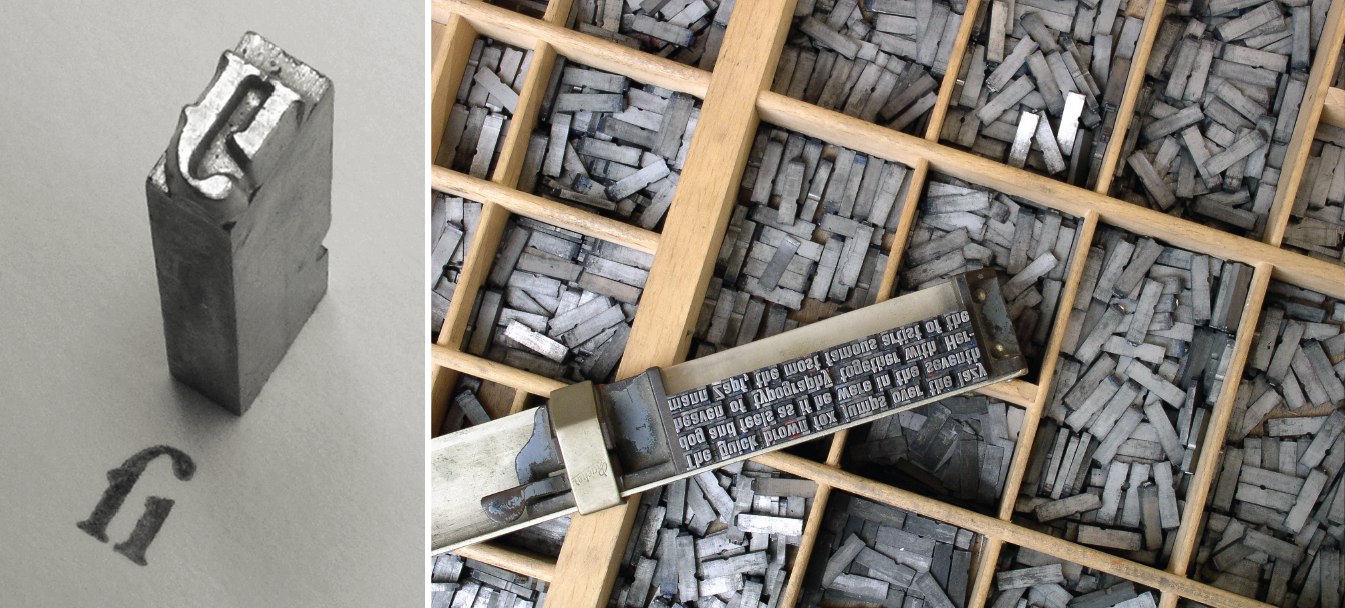 ſi
The quick brown fox jumps over the lazy
dog and feels as if he were in the seventh
heaven of typography together with Her-
mann Zapf, the most famous artist of the